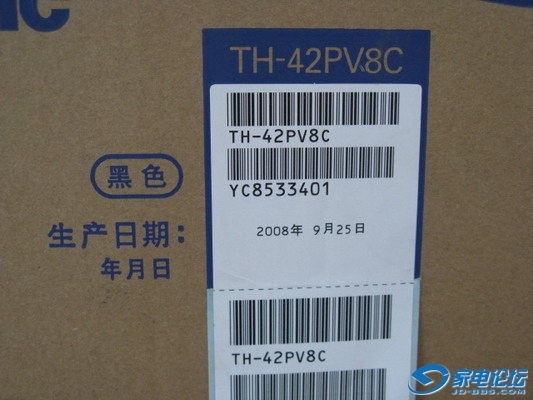 ic
TH-42PV8C
TH-42PV8C
YC8533401
黑色
生产日期:
年月日
2008年 9月25日
TH-42PV8C
家电论坛
JD-BBS.COM